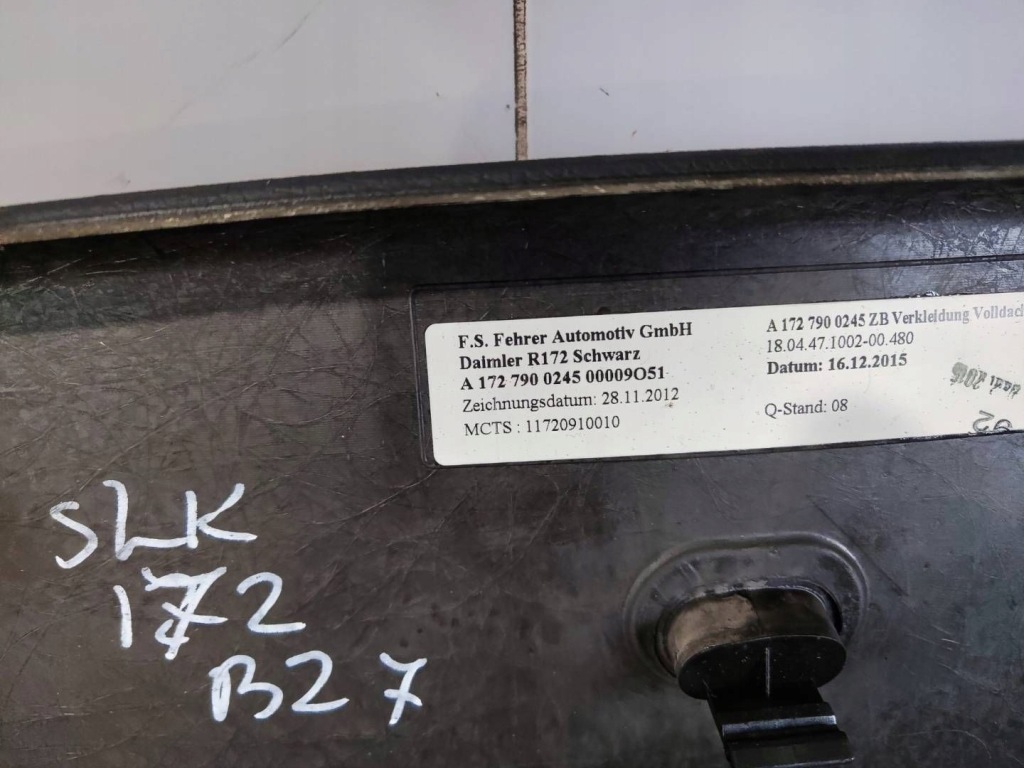 F.S. Fehrer Automotiv GmbH
Daimler R172 Schwarz
A 172 790 0245 00009O51
Zeichnungsdatum: 28.11.2012
MCTS : 11720910010
A 172 790 0245 ZB Verkleidung Volldach
18.04.47.1002-00.480
Datum: 16.12.2015
Q-Stand: 08
SLK
172
B27